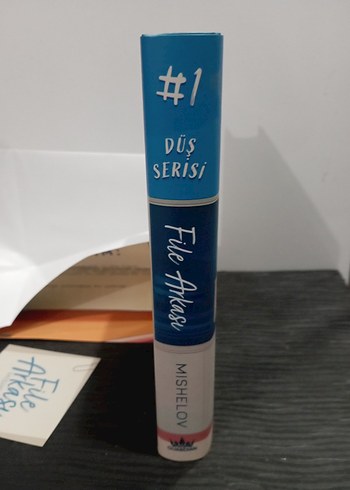 #1
DÜŞ
SERİSİ
File Arkası
MISHELOV
File
Arkası